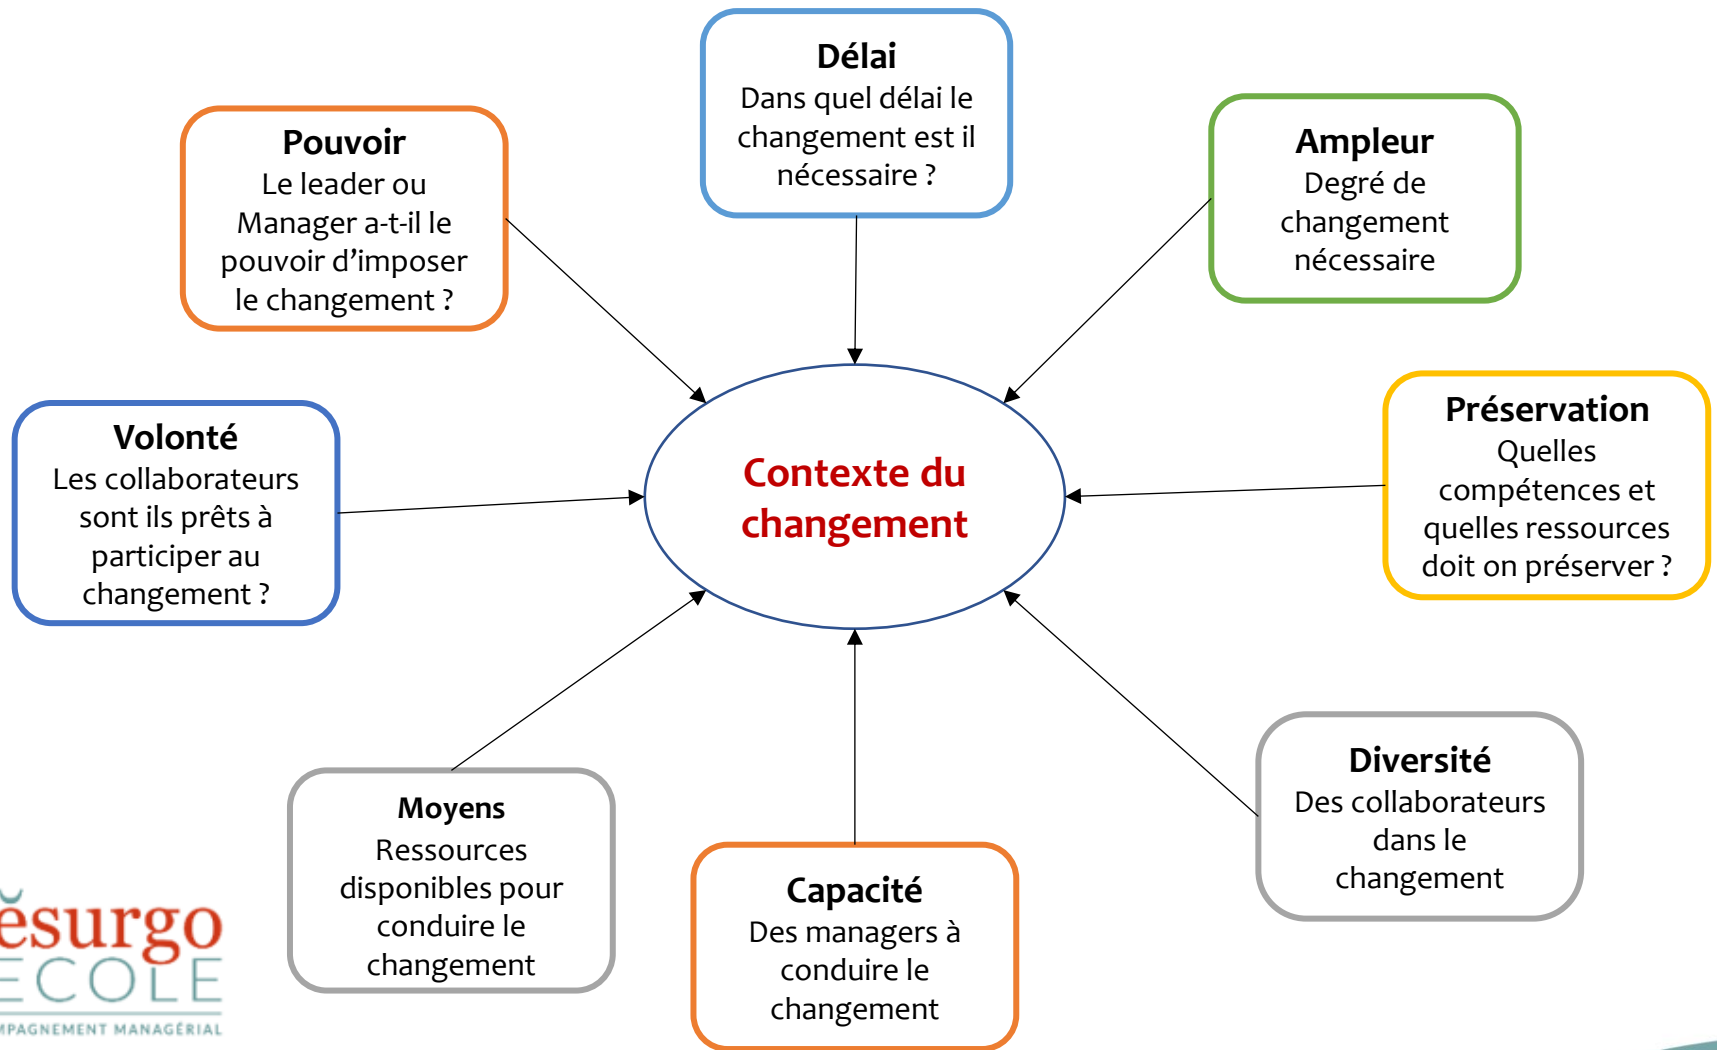 Délai
Dans quel délai le
changement est il
nécessaire ?
Pouvoir
Le leader ou
Manager a-t-il le
pouvoir d’imposer
le changement ?
Ampleur
Degré de
changement
nécessaire
Volonté
Les collaborateurs
sont ils prêts à
participer au
changement ?
Contexte du
changement
Préservation
Quelles
compétences et
quelles ressources
doit on préserver ?
Moyens
Ressources
disponibles pour
conduire le
changement
Capacité
Des managers à
conduire le
changement
Diversité
Des collaborateurs
dans le
changement
ĕsurgo
ECOLE
MPAGNEMENT MANAGÉRIAL